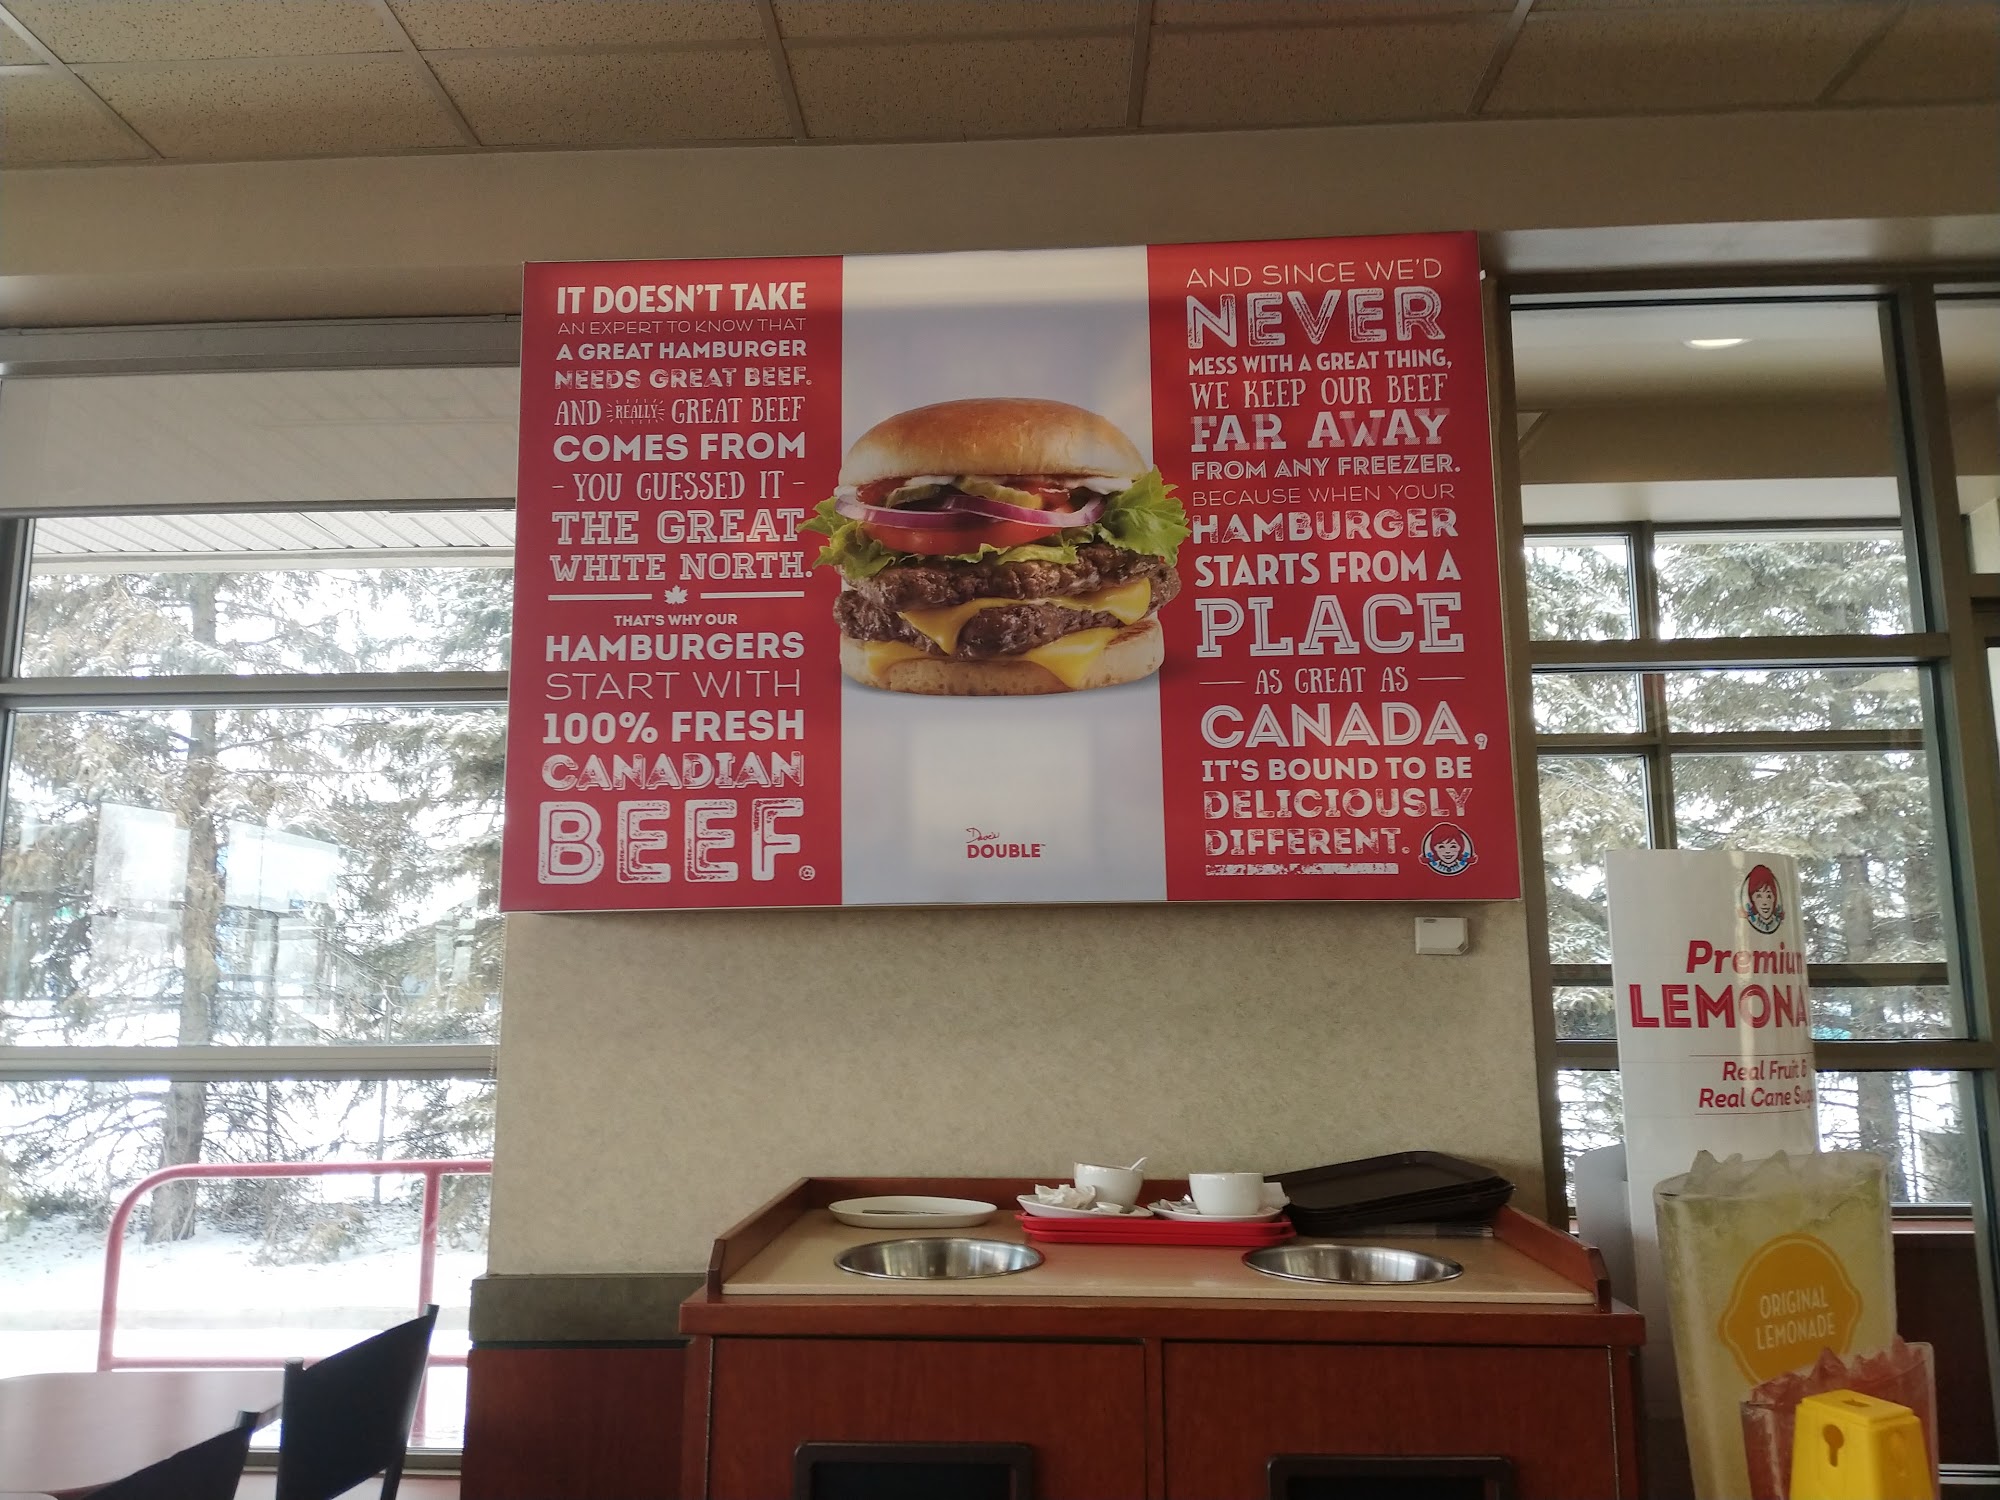 IT DOESN'T TAKE
AN EXPERT TO KNOW THAT
A GREAT HAMBURGER
NEEDS GREAT BEEF.
AND REALLY GREAT BEEF
COMES FROM
- YOU GUESSED IT -
THE GREAT
WHITE NORTH.
THAT'S WHY OUR
HAMBURGERS
START WITH
100% FRESH
CANADIAN
BEEF.
Dave's
DOUBLE™
AND SINCE WE'D
NEVER
MESS WITH A GREAT THING,
WE KEEP OUR BEEF
FAR AWAY
FROM ANY FREEZER.
BECAUSE WHEN YOUR
HAMBURGER
STARTS FROM A
PLACE
AS GREAT AS
CANADA,
IT'S BOUND TO BE
DELICIOUSLY
DIFFERENT.
Premium
LEMONA
Real Fruit &
Real Cane Suga
ORIGINAL
LEMONADE